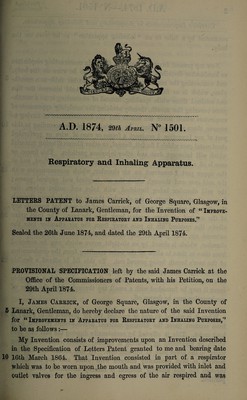 A.D. 1874, 29th APRIL. Nº 1501.
Respiratory and Inhaling Apparatus.
LETTERS PATENT to James Carrick, of George Square, Glasgow, in
the County of Lanark, Gentleman, for the Invention of "IMPROVE-
MENTS IN APPARATUS FOR RESPIRATORY AND INHALING PURPOSES."
Sealed the 26th June 1874, and dated the 29th April 1874.
PROVISIONAL SPECIFICATION left by the said James Carrick at the
Office of the Commissioners of Patents, with his Petition, on the
29th April 1874.
I, JAMES CARRICK, of George Square, Glasgow, in the County of
5 Lanark, Gentleman, do hereby declare the nature of the said Invention
for "IMPROVEMENTS IN APPARATUS FOR RESPIRATORY AND INHALING PURPOSES,"
to be as follows:—
My Invention consists of improvements upon an Invention described
in the Specification of Letters Patent granted to me and bearing date
10 16th March 1864. That Invention consisted in part of a respirator
which was to be worn upon the mouth and was provided with inlet and
outlet valves for the ingress and egress of the air respired and was